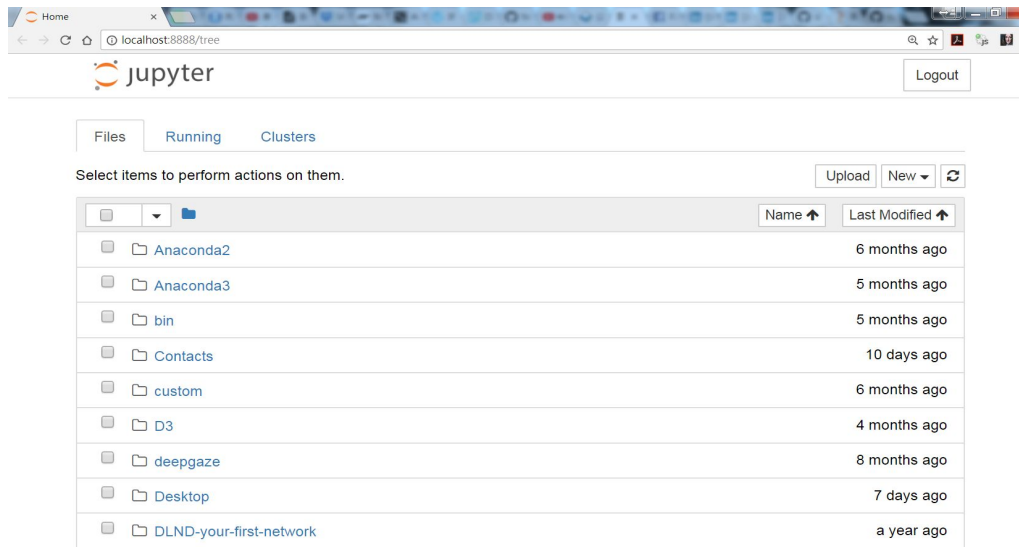 Home
localhost:8888/tree
jupyter
Logout
Files Running Clusters
Select items to perform actions on them.
Upload New
Name Last Modified
Anaconda2 6 months ago
Anaconda3 5 months ago
bin 5 months ago
Contacts 10 days ago
custom 6 months ago
D3 4 months ago
deepgaze 8 months ago
Desktop 7 days ago
DLND-your-first-network a year ago